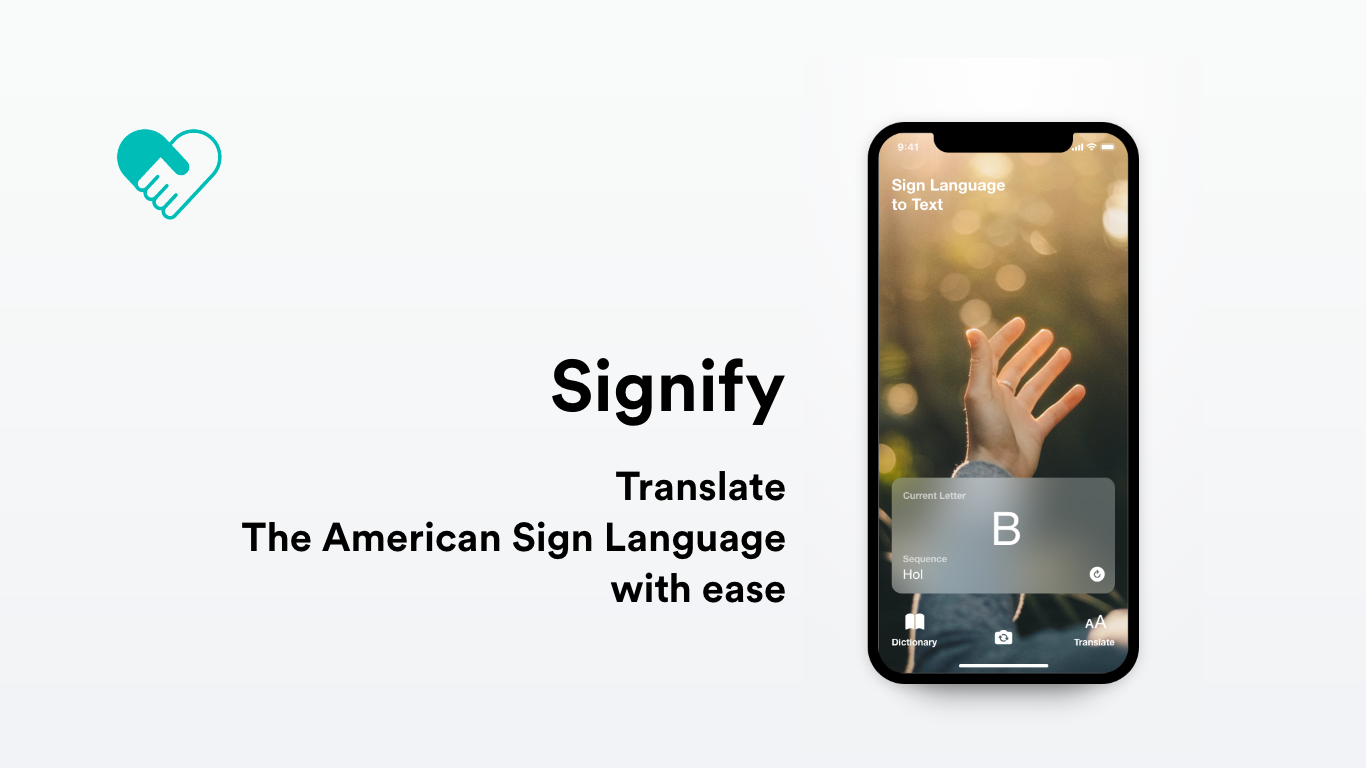 Signify
Translate
The American Sign Language
with ease
9:41
Sign Language
to Text
Current Letter
B
Sequence
Hol
AA
Dictionary
Translate